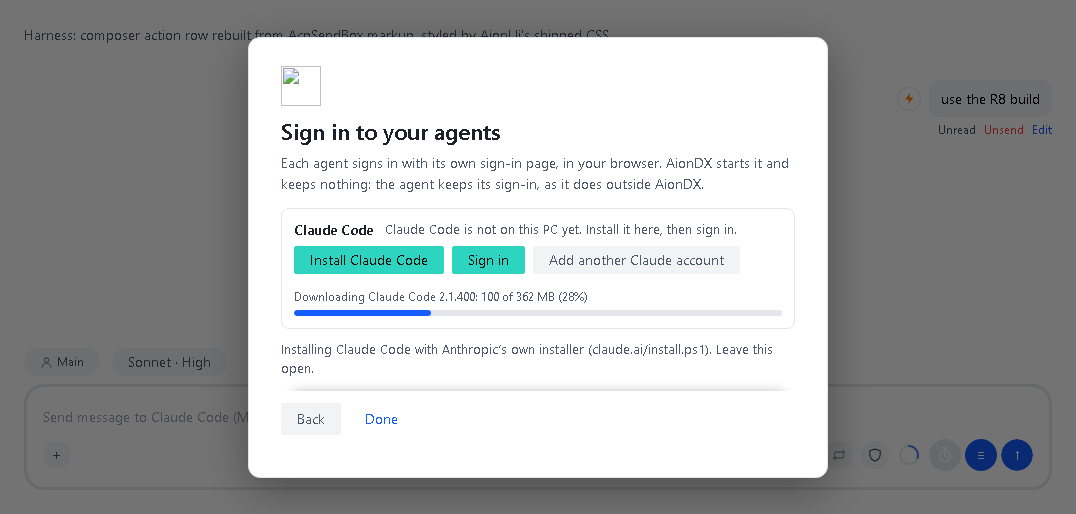 Harness: composer action row rebuilt from AcpSendBox markup, styled by AionUi's shipped CSS
use the R8 build
Unread Unsend Edit
Sign in to your agents
Each agent signs in with its own sign-in page, in your browser. AionDX starts it and
keeps nothing: the agent keeps its sign-in, as it does outside AionDX.
Claude Code Claude Code is not on this PC yet. Install it here, then sign in.
Install Claude Code Sign in Add another Claude account
Downloading Claude Code 2.1.400: 100 of 362 MB (28%)
Installing Claude Code with Anthropic's own installer (claude.ai/install.ps1). Leave this
open.
Main Sonnet · High
Send message to Claude Code (M
Back Done